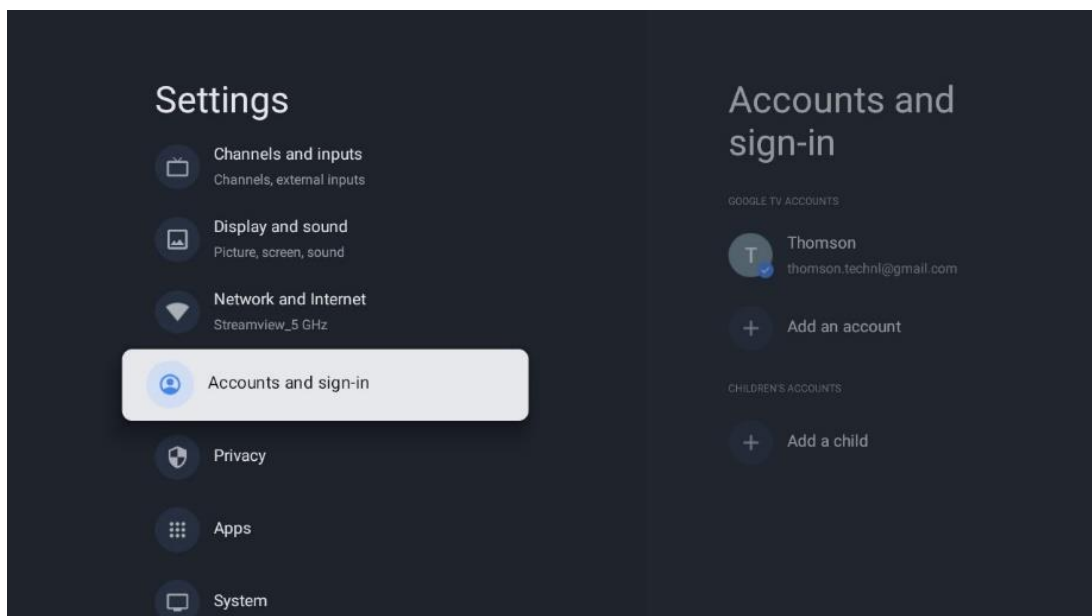 Settings
Channels and inputs
Channels, external inputs
Display and sound
Picture, screen, sound
Network and Internet
Streamview_5 GHz
Accounts and sign-in
Privacy
Apps
System
Accounts and
sign-in
GOOGLE TV ACCOUNTS
T
Thomson
thomson.technl@gmail.com
Add an account
CHILDREN'S ACCOUNTS
Add a child